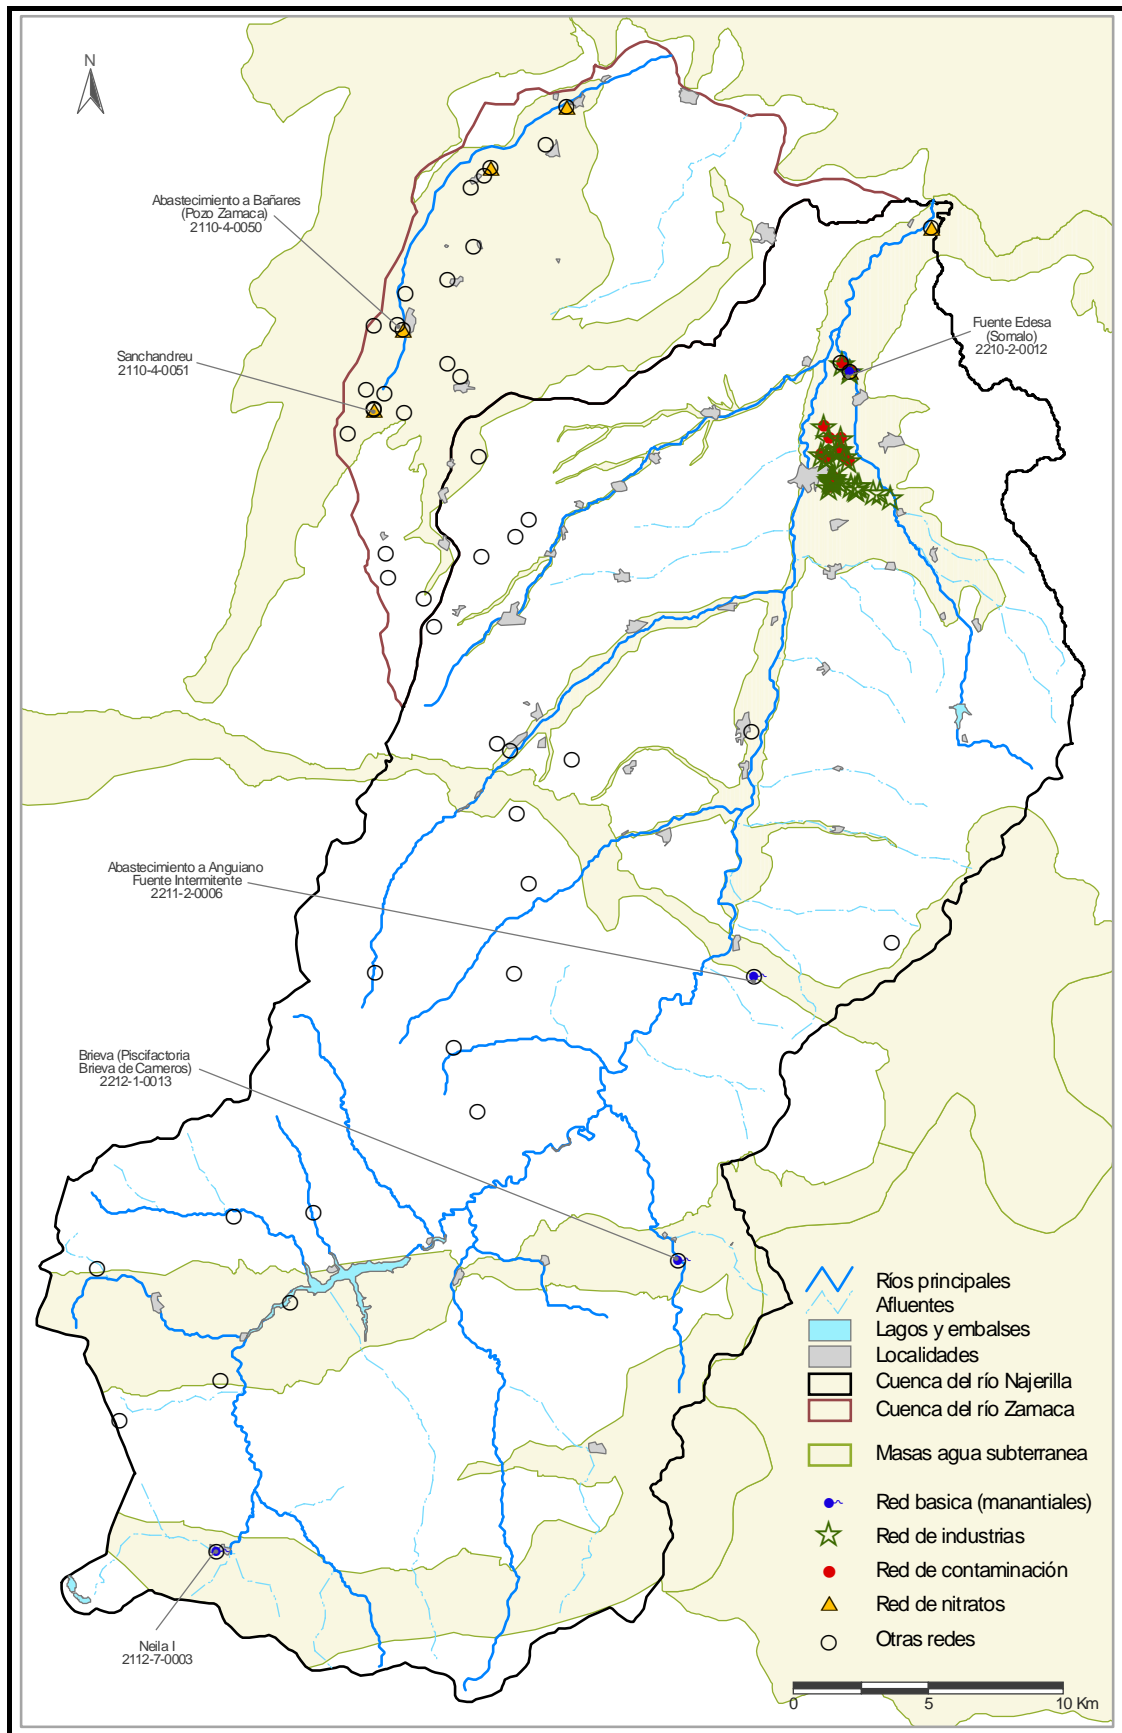 N
Abastecimiento a Bañares
(Pozo Zamaca)
2110-4-0050
Sanchandreu
2110-4-0051
Fuente Edesa
(Somalo)
2210-2-0012
Abastecimiento a Anguiano
Fuente Intermitente
2211-2-0006
Brieva (Piscifactoria
Brieva de Cameros)
2212-1-0013
Neila I
2112-7-0003
Ríos principales
Afluentes
Lagos y embalses
Localidades
Cuenca del río Najerilla
Cuenca del río Zamaca
Masas agua subterranea
Red basica (manantiales)
Red de industrias
Red de contaminación
Red de nitratos
Otras redes
0 5 10 Km